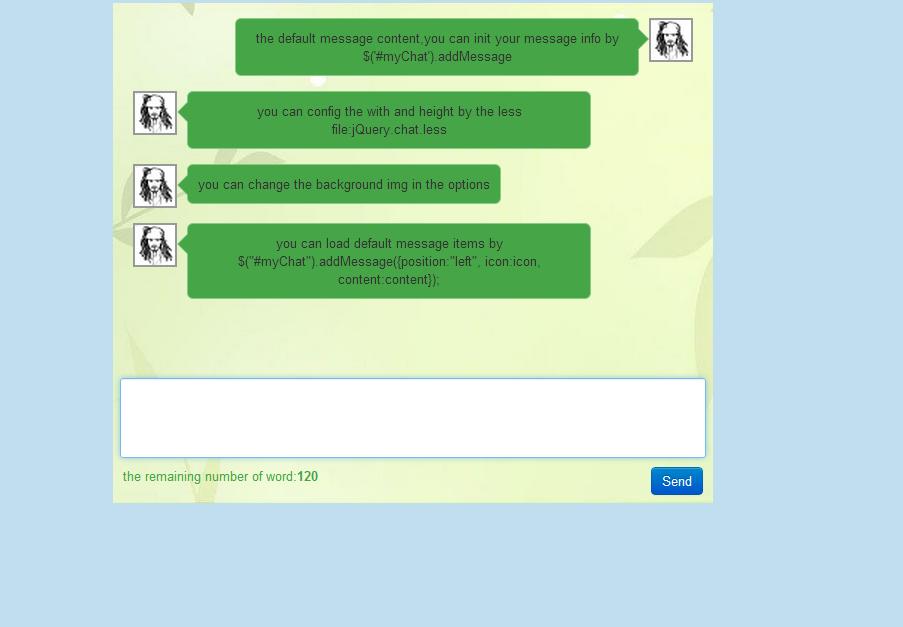 the default message content,you can init your message info by
$('#myChat').addMessage
you can config the with and height by the less
file:jQuery.chat.less
you can change the background img in the options
you can load default message items by
$("#myChat").addMessage({position:"left", icon:icon,
content:content});
the remaining number of word:120
Send